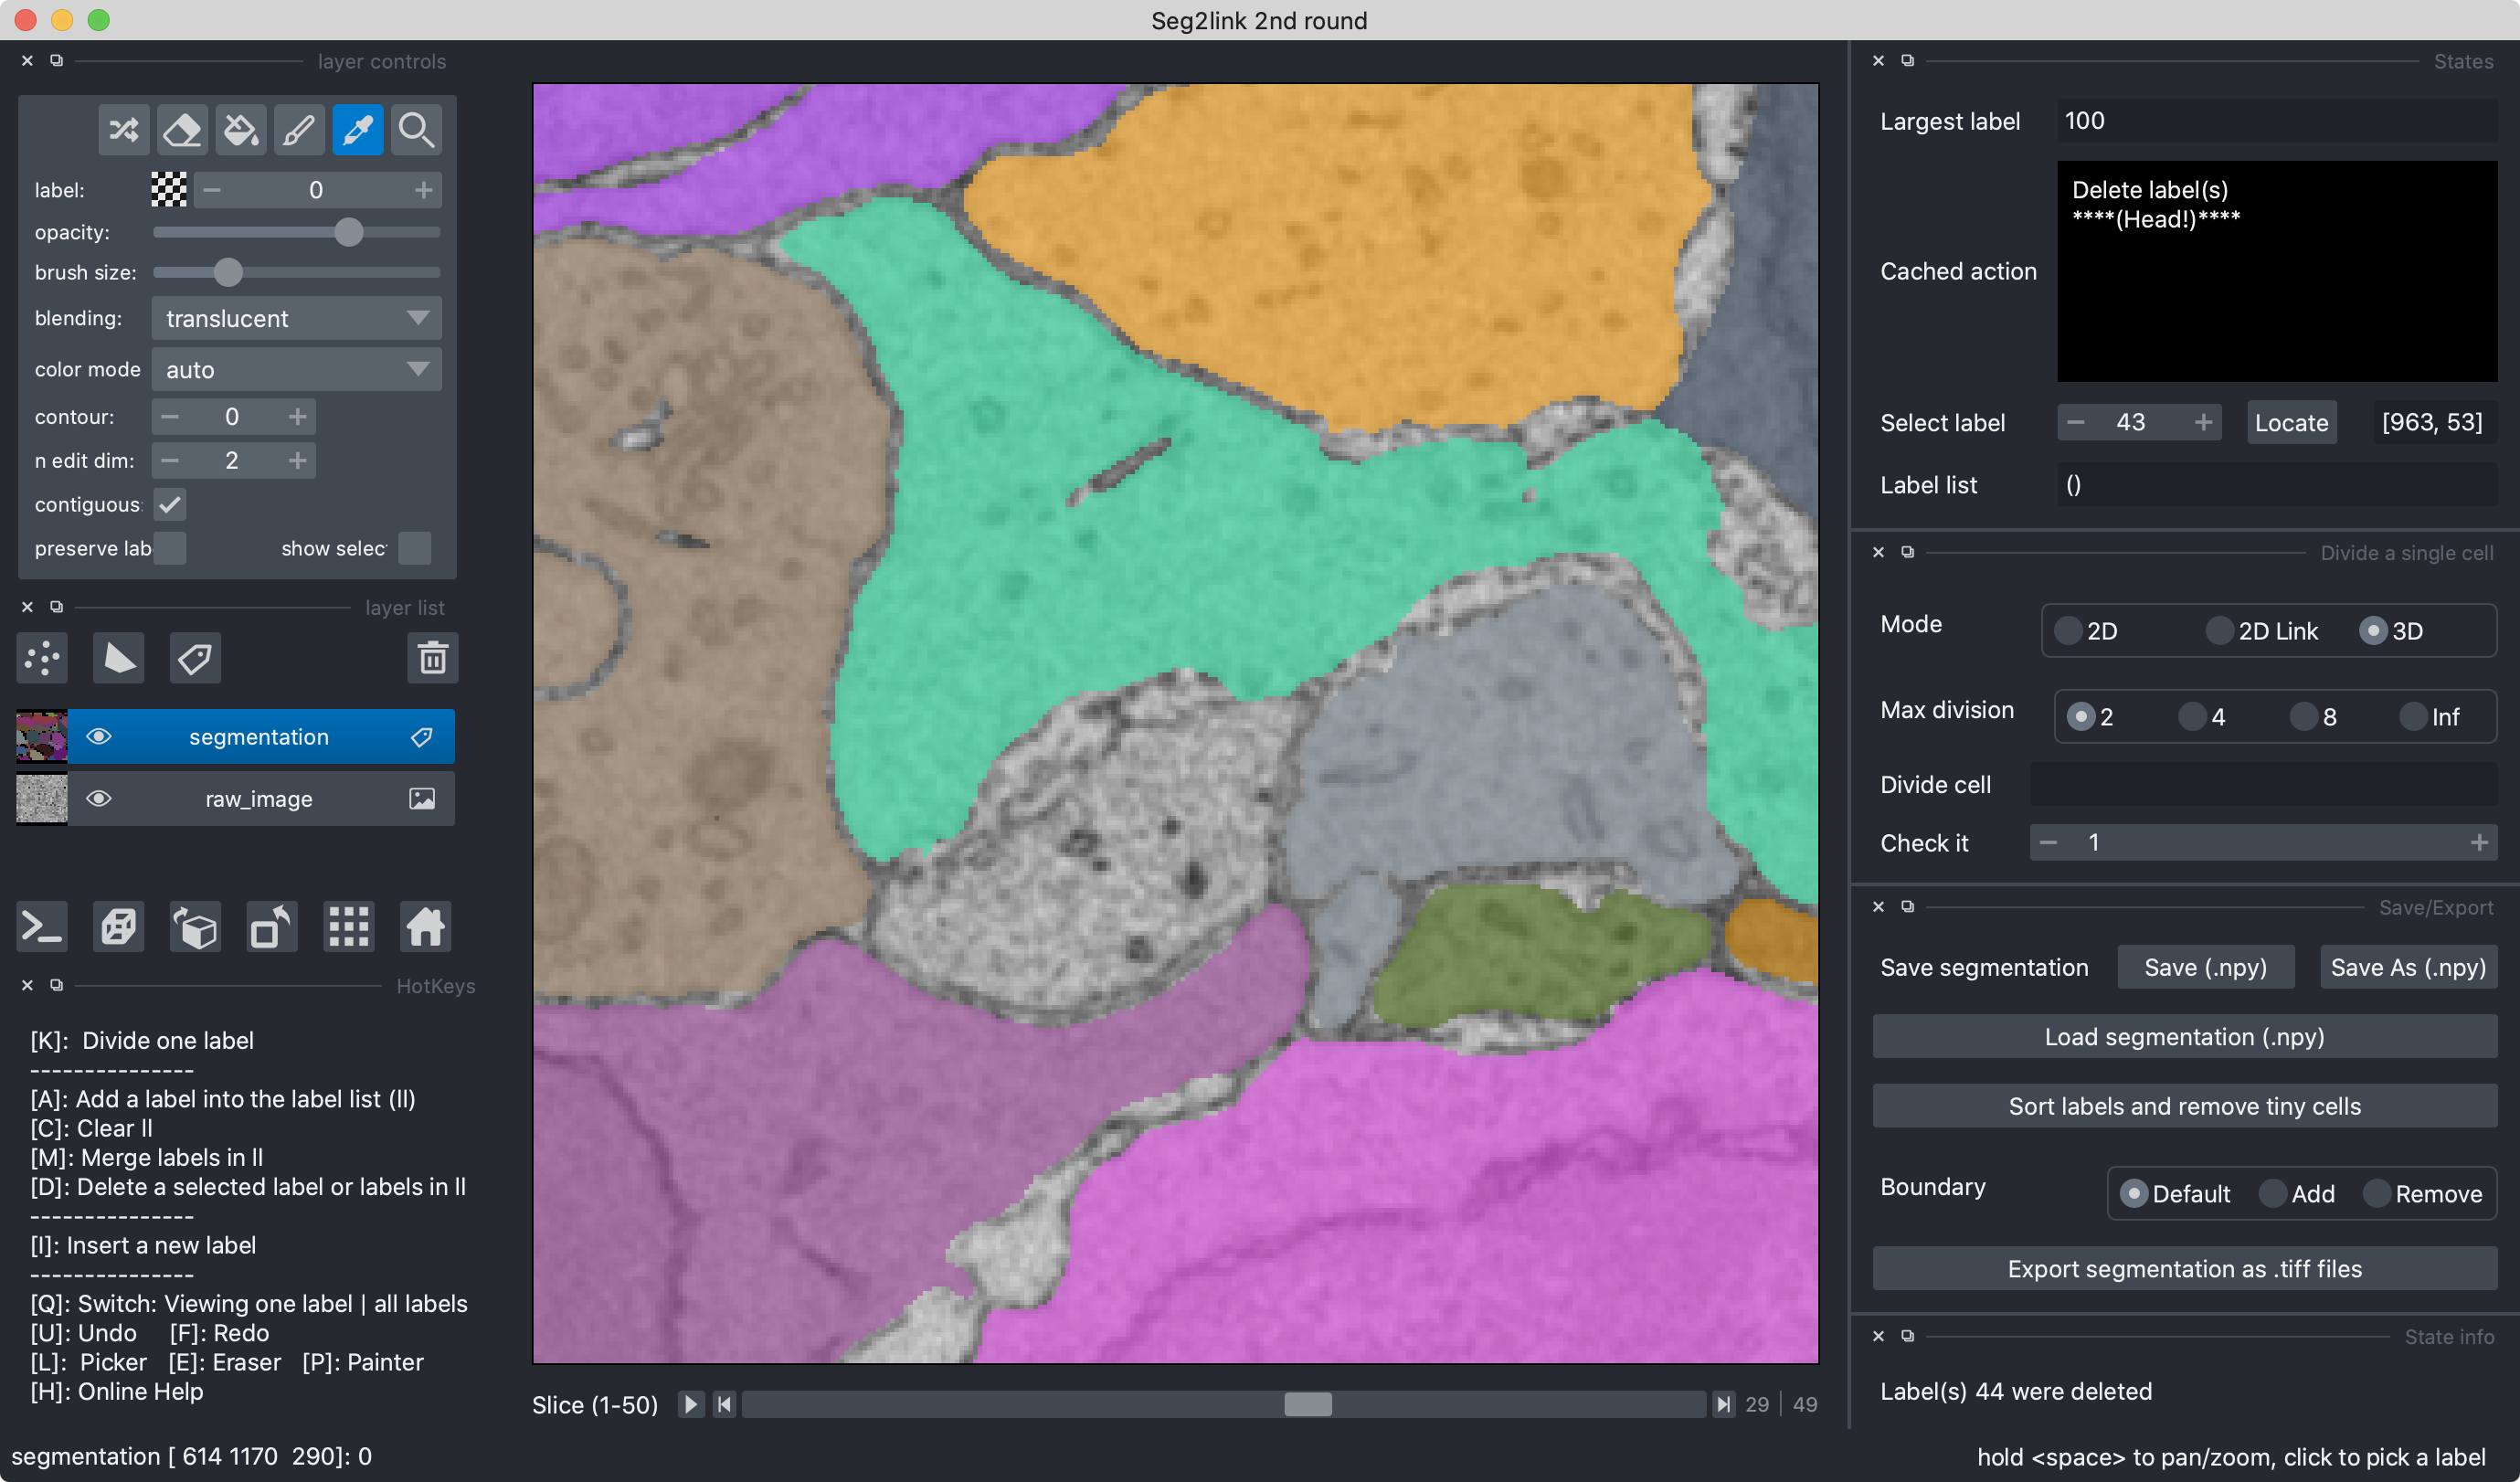 Seg2link 2nd round
layer controls
label: 0
opacity:
brush size:
blending: translucent
color mode auto
contour: 0
n edit dim: 2
contiguous:
preserve lab show selec
layer list
segmentation
raw_image
HotKeys
[K]: Divide one label
---------------
[A]: Add a label into the label list (ll)
[C]: Clear ll
[M]: Merge labels in ll
[D]: Delete a selected label or labels in ll
---------------
[I]: Insert a new label
---------------
[Q]: Switch: Viewing one label | all labels
[U]: Undo [F]: Redo
[L]: Picker [E]: Eraser [P]: Painter
[H]: Online Help
segmentation [ 614 1170 290]: 0
Slice (1-50) 29 | 49
States
Largest label 100
Cached action
Delete label(s)
****(Head!)****
Select label 43 Locate [963, 53]
Label list ()
Divide a single cell
Mode 2D 2D Link 3D
Max division 2 4 8 Inf
Divide cell
Check it 1
Save/Export
Save segmentation Save (.npy) Save As (.npy)
Load segmentation (.npy)
Sort labels and remove tiny cells
Boundary Default Add Remove
Export segmentation as .tiff files
State info
Label(s) 44 were deleted
hold <space> to pan/zoom, click to pick a label